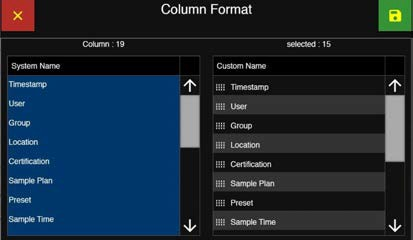 Column Format
Column : 19
selected : 15
System Name
Timestamp
User
Group
Location
Certification
Sample Plan
Preset
Sample Time
Custom Name
Timestamp
User
Group
Location
Certification
Sample Plan
Preset
Sample Time